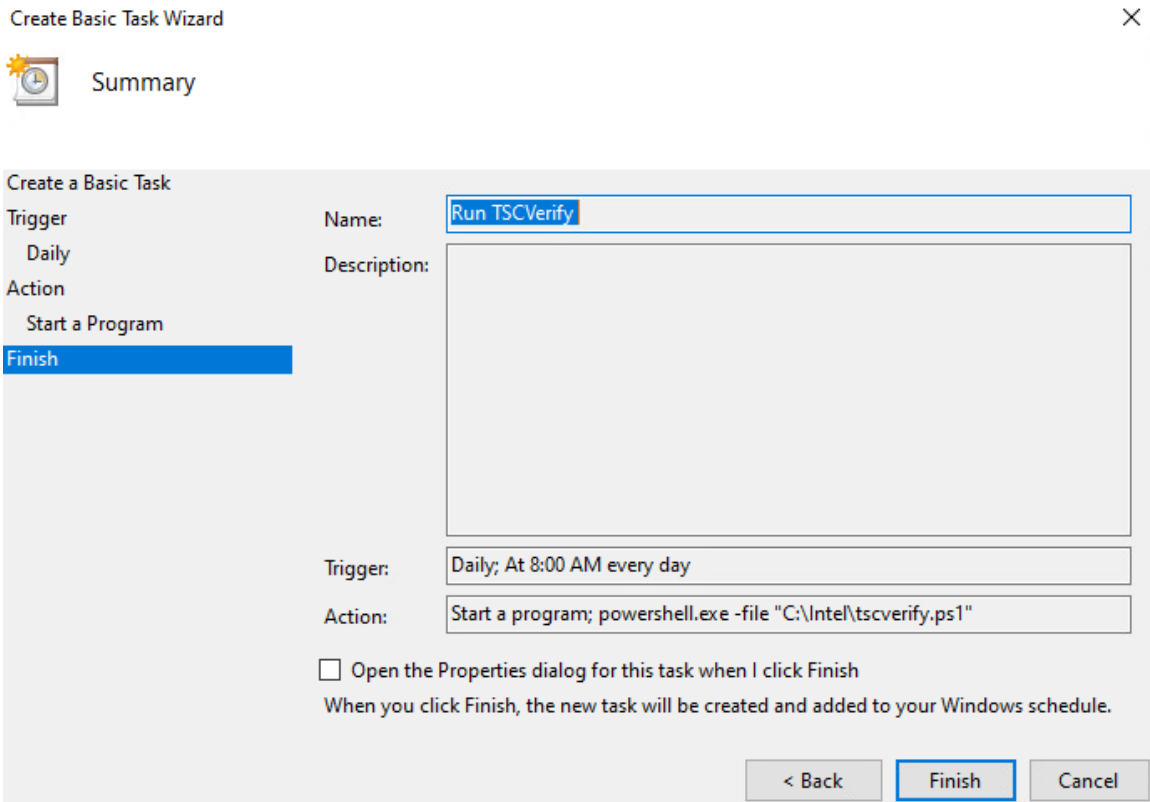 Create Basic Task Wizard
Summary
Create a Basic Task
Trigger
Daily
Action
Start a Program
Finish
Name: Run TSCVerify
Description:
Trigger: Daily; At 8:00 AM every day
Action: Start a program; powershell.exe -file "C:\Intel\tscverify.ps1"
Open the Properties dialog for this task when I click Finish
When you click Finish, the new task will be created and added to your Windows schedule.
< Back Finish Cancel